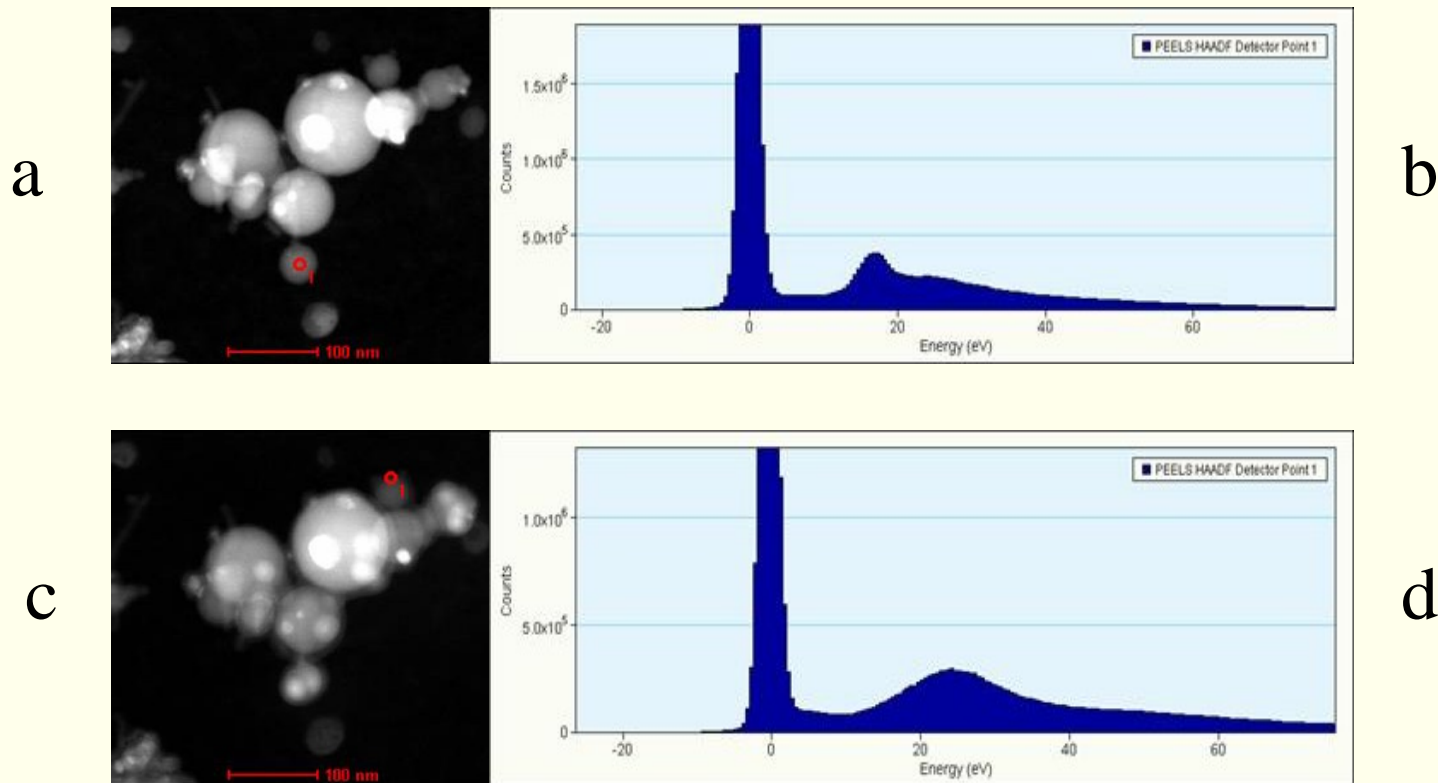 a
1
100 nm
b
PEELS HAADF Detector Point 1
Counts
1.5x10⁶
1.0x10⁶
5.0x10⁵
0
-20 0 20 40 60
Energy (eV)
c
1
100 nm
d
PEELS HAADF Detector Point 1
Counts
1.0x10⁶
5.0x10⁵
0
-20 0 20 40 60
Energy (eV)